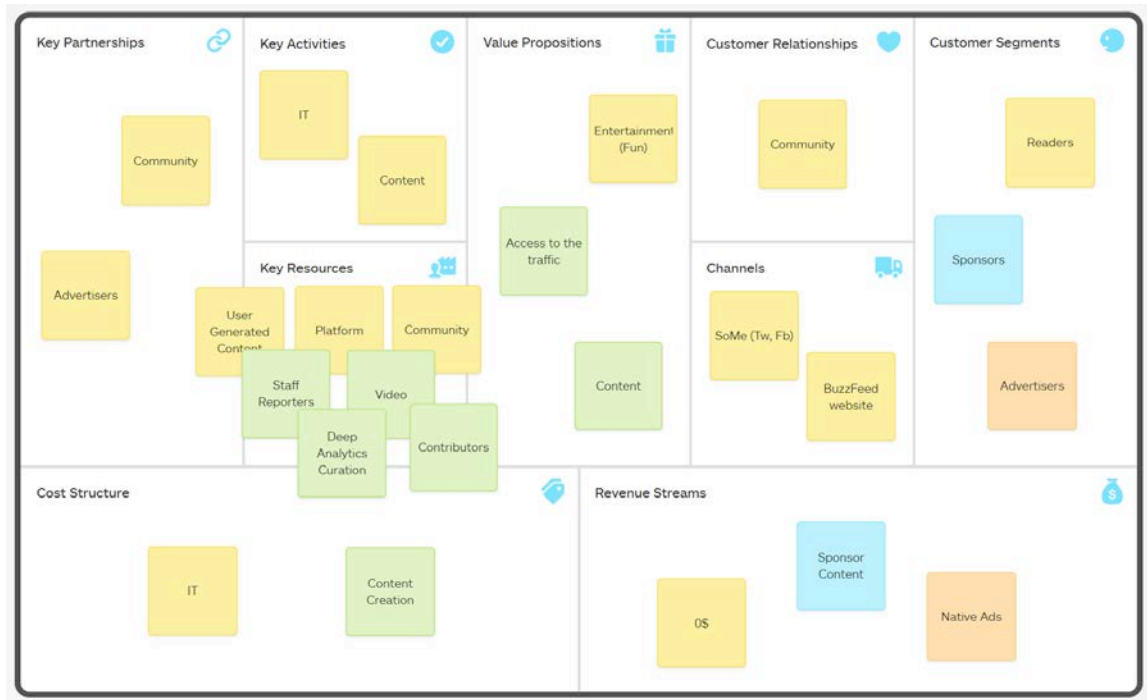 Key Partnerships
Community
Advertisers
Key Activities
IT
Content
Key Resources
User
Generated
Content
Platform
Community
Staff
Reporters
Video
Deep
Analytics
Curation
Contributors
Value Propositions
Entertainment
(Fun)
Access to the
traffic
Content
Customer Relationships
Community
Channels
SoMe (Tw, Fb)
BuzzFeed
website
Customer Segments
Readers
Sponsors
Advertisers
Cost Structure
IT
Content
Creation
Revenue Streams
$
0$
Sponsor
Content
Native Ads